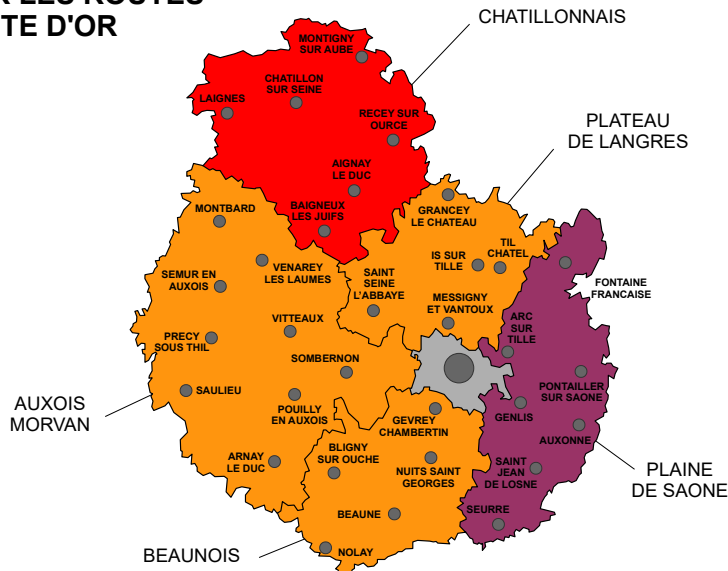 LES ROUTES
TE D'OR
CHATILLONNAIS
MONTIGNY
SUR AUBE
CHATILLON
SUR SEINE
LAIGNES
RECEY SUR
OURCE
PLATEAU
DE LANGRES
AIGNAY
LE DUC
BAIGNEUX
LES JUIFS
MONTBARD
GRANCEY
LE CHATEAU
TIL
CHATEL
IS SUR
TILLE
VENAREY
LES LAUMES
SEMUR EN
AUXOIS
SAINT
SEINE
L'ABBAYE
FONTAINE
FRANCAISE
MESSIGNY
ET VANTOUX
VITTEAUX
ARC
SUR
TILLE
PRECY
SOUS THIL
SOMBERNON
SAULIEU
PONTAILLER
SUR SAONE
AUXOIS
MORVAN
POUILLY
EN AUXOIS
GEVREY
CHAMBERTIN
GENLIS
AUXONNE
ARNAY
LE DUC
BLIGNY
SUR OUCHE
NUITS SAINT
GEORGES
SAINT
JEAN
DE LOSNE
PLAINE
DE SAONE
BEAUNE
SEURRE
BEAUNOIS
NOLAY